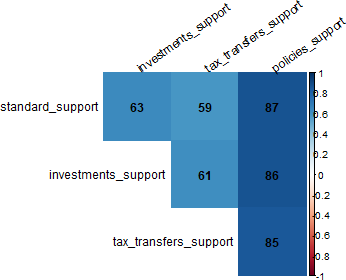 investments_support
tax_transfers_support
policies_support
standard_support 63 59 87
investments_support 61 86
tax_transfers_support 85
1
0.8
0.6
0.4
0.2
0
-0.2
-0.4
-0.6
-0.8
-1